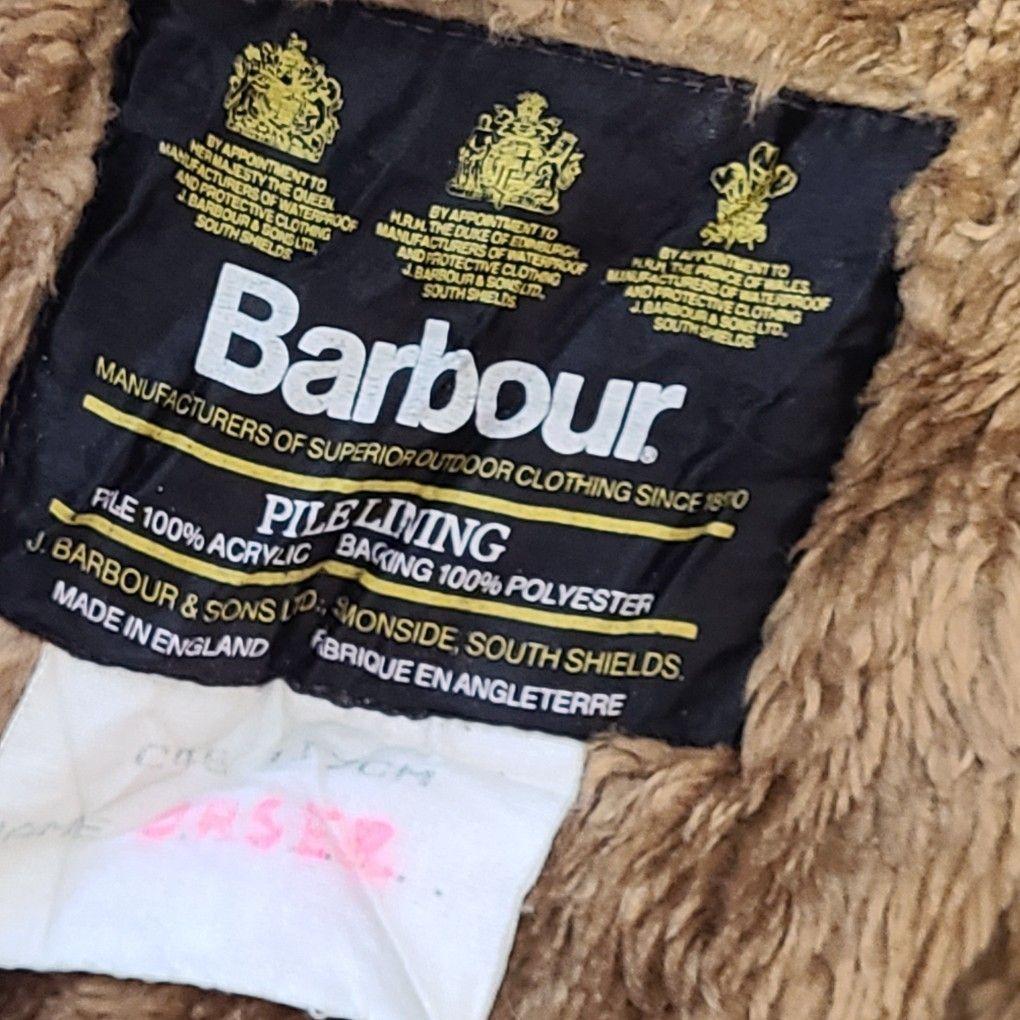 BY APPOINTMENT TO
HER MAJESTY THE QUEEN
MANUFACTURERS OF WATERPROOF
AND PROTECTIVE CLOTHING
J. BARBOUR & SONS LTD.,
SOUTH SHIELDS.
BY APPOINTMENT TO
H.R.H. THE DUKE OF EDINBURGH,
MANUFACTURERS OF WATERPROOF
AND PROTECTIVE CLOTHING
J. BARBOUR & SONS LTD.,
SOUTH SHIELDS
BY APPOINTMENT TO
H.R.H. THE PRINCE OF WALES,
MANUFACTURERS OF WATERPROOF
AND PROTECTIVE CLOTHING
J. BARBOUR & SONS LTD.,
SOUTH SHIELDS.
Barbour
MANUFACTURERS OF SUPERIOR OUTDOOR CLOTHING SINCE 1890
PILE LINING
PILE 100% ACRYLIC BACKING 100% POLYESTER
J. BARBOUR & SONS LTD., SIMONSIDE, SOUTH SHIELDS.
MADE IN ENGLAND FABRIQUE EN ANGLETERRE